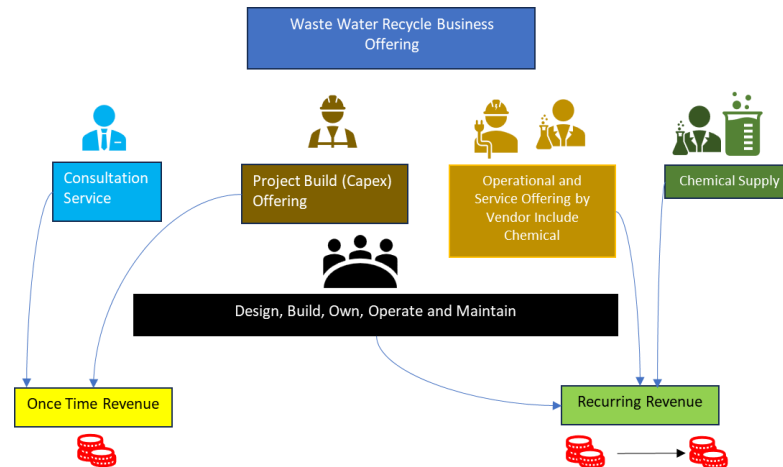 Waste Water Recycle Business
Offering
Consultation
Service
Project Build (Capex)
Offering
Operational and
Service Offering by
Vendor Include
Chemical
Chemical Supply
Design, Build, Own, Operate and Maintain
Once Time Revenue
Recurring Revenue